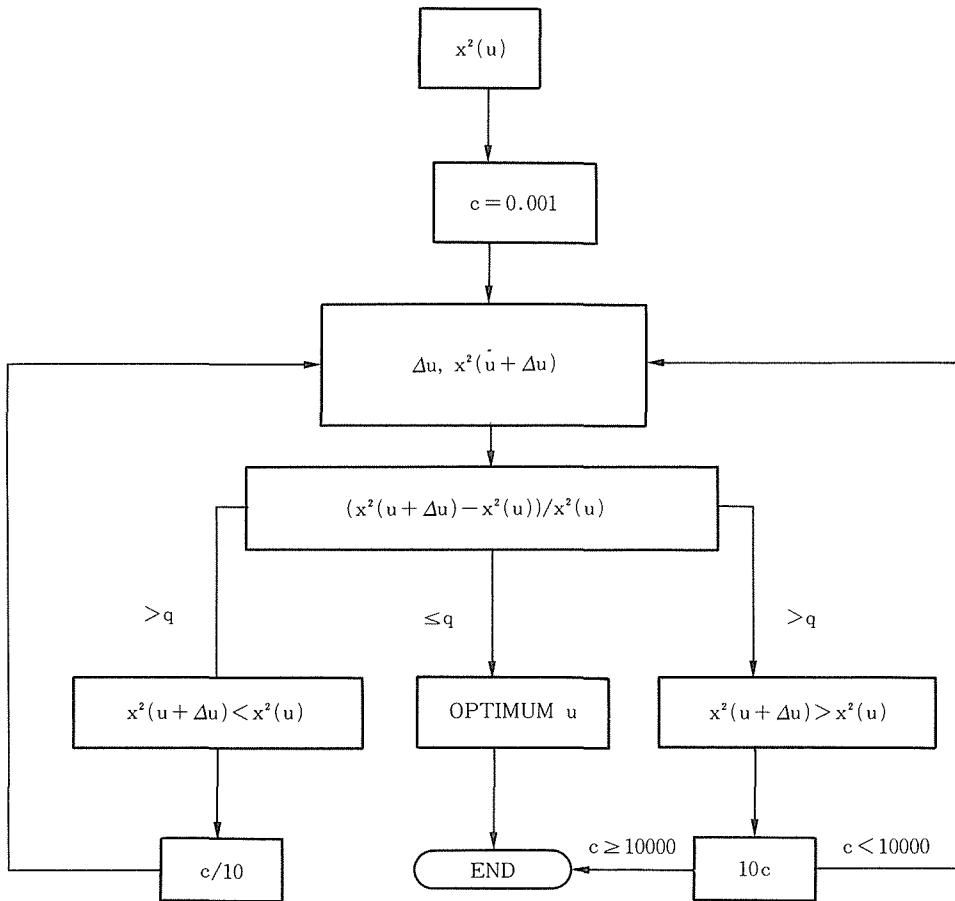 x²(u)
c=0.001
Δu, x²(u+Δu)
(x²(u+Δu)−x²(u))/x²(u)
>q
≤q
>q
x²(u+Δu)<x²(u)
OPTIMUM u
x²(u+Δu)>x²(u)
c/10
END
c≥10000
10c
c<10000